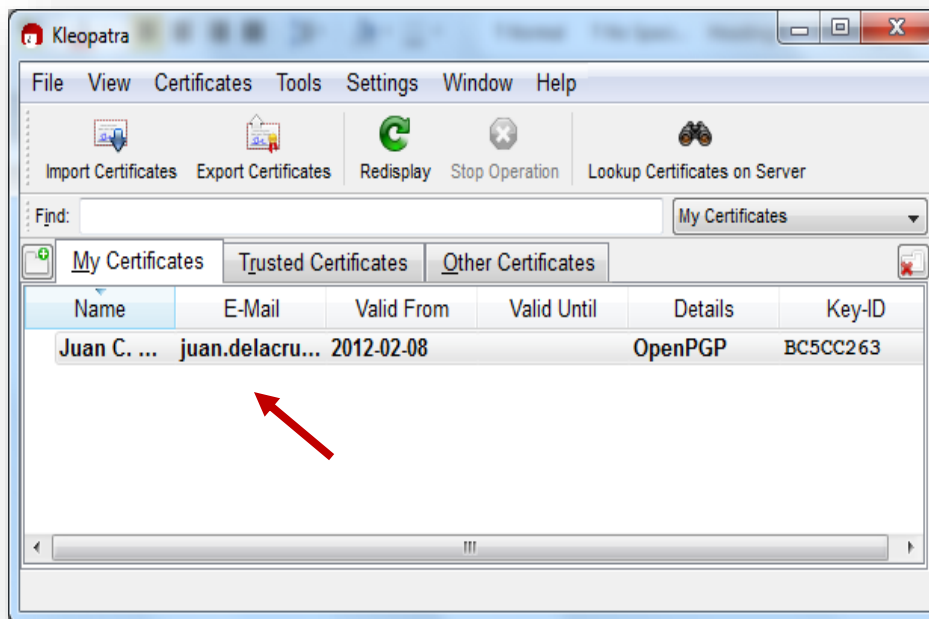 Kleopatra
File View Certificates Tools Settings Window Help
Import Certificates Export Certificates Redisplay Stop Operation Lookup Certificates on Server
Find: My Certificates
My Certificates Trusted Certificates Other Certificates
Name E-Mail Valid From Valid Until Details Key-ID
Juan C. ... juan.delacru... 2012-02-08 OpenPGP BC5CC263